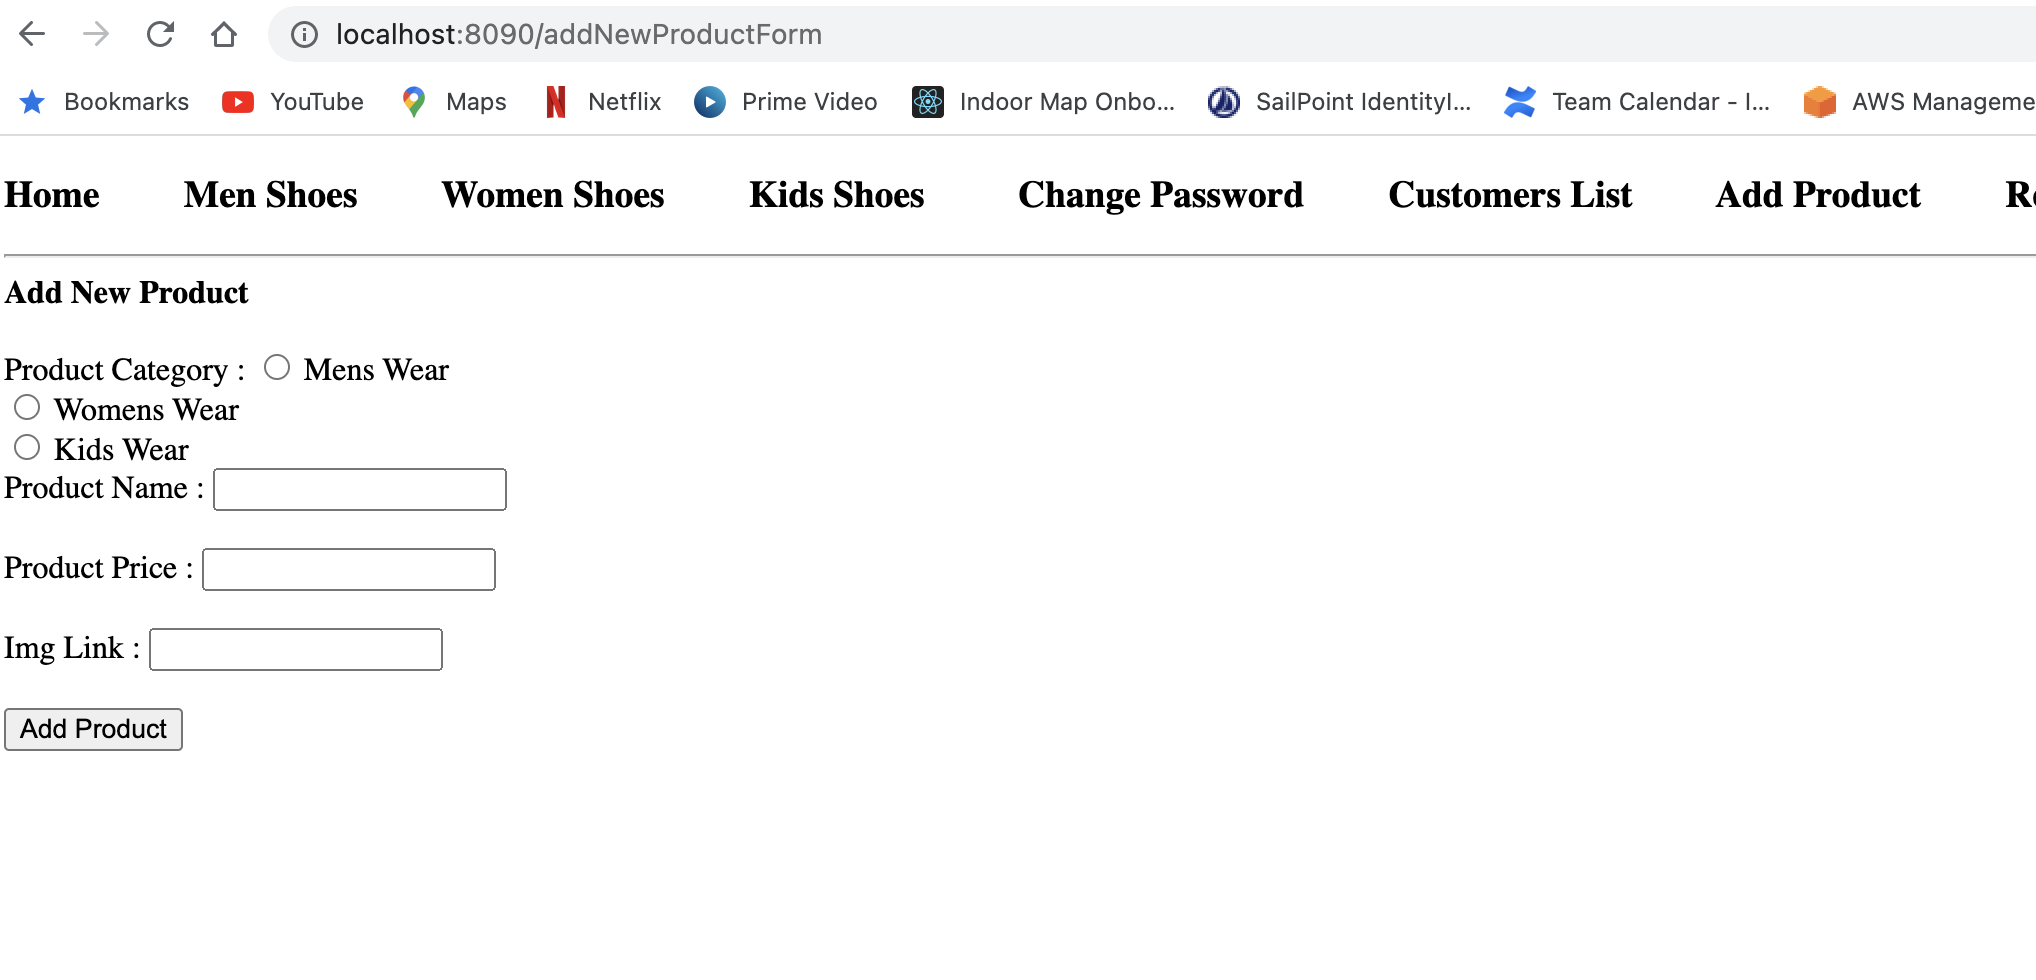 localhost:8090/addNewProductForm
Bookmarks YouTube Maps Netflix Prime Video Indoor Map Onbo... SailPoint IdentityI... Team Calendar - I... AWS Manageme
Home Men Shoes Women Shoes Kids Shoes Change Password Customers List Add Product
Add New Product
Product Category : Mens Wear
Womens Wear
Kids Wear
Product Name :
Product Price :
Img Link :
Add Product